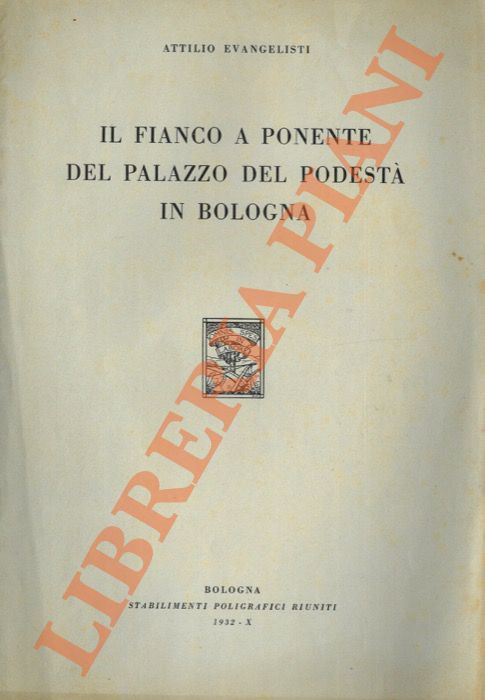 ATTILIO EVANGELISTI
IL FIANCO A PONENTE
DEL PALAZZO DEL PODESTÀ
IN BOLOGNA
BOLOGNA
STABILIMENTI POLIGRAFICI RIUNITI
1932 - X
LIBRERIA PIANI